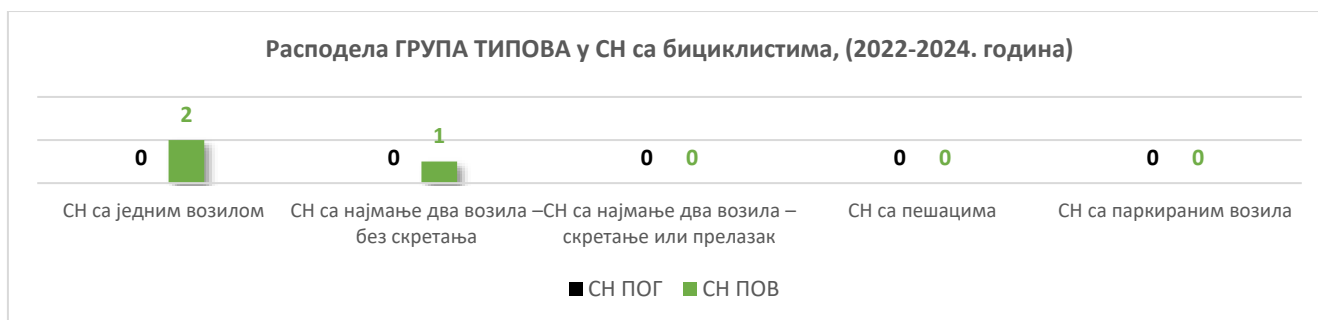 Расподела ГРУПА ТИПОВА у СН са бициклистима, (2022-2024. година)
2
1
0 0 0 0 0 0 0 0
СН са једним возилом
СН са најмање два возила –
без скретања
СН са најмање два возила –
скретање или прелазак
СН са пешацима
СН са паркираним возила
СН ПОГ СН ПОВ